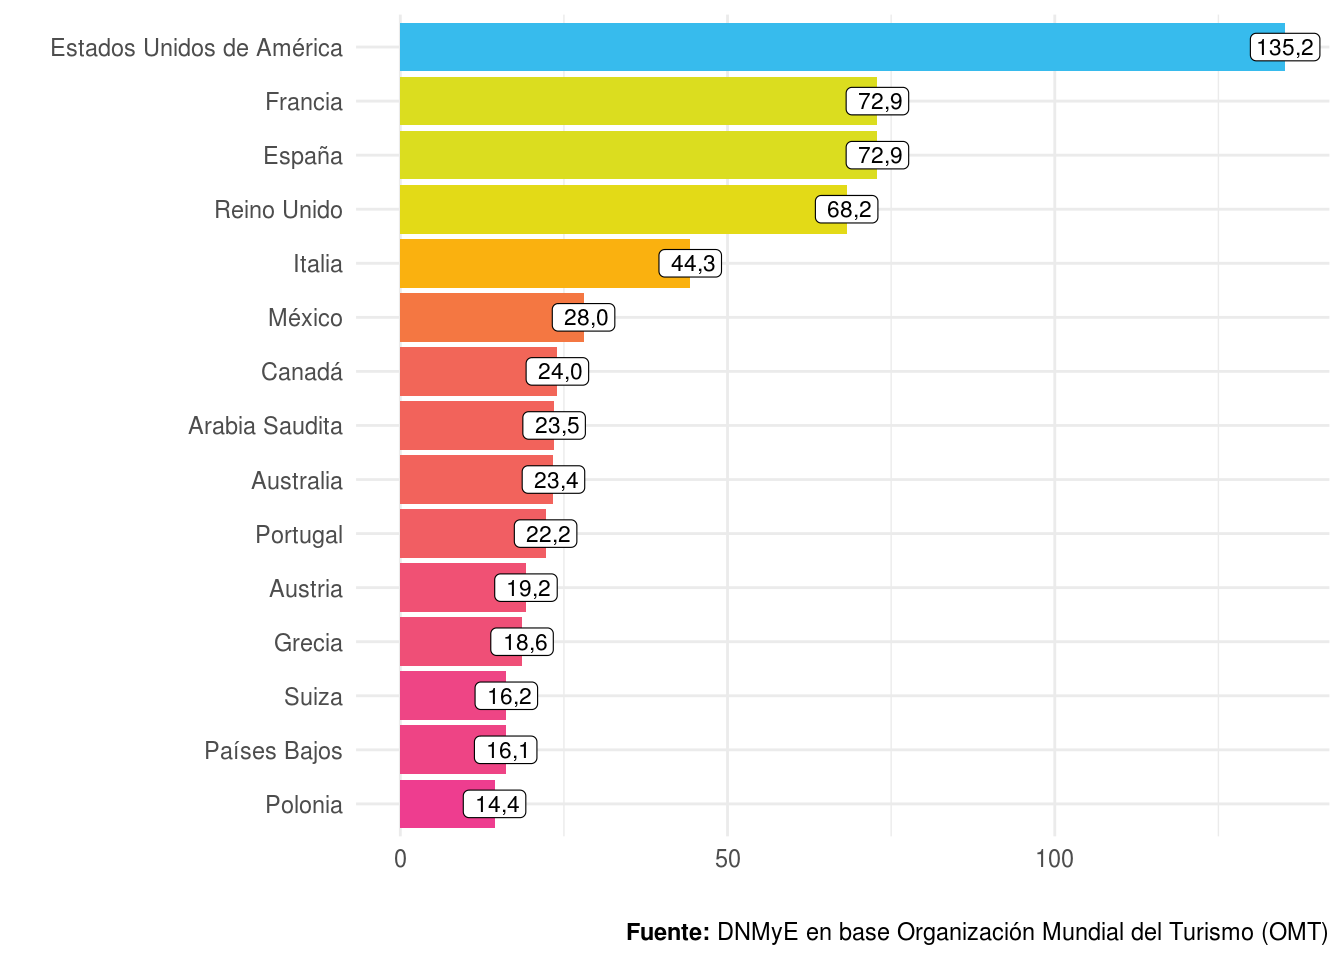 Estados Unidos de América 135,2
Francia 72,9
España 72,9
Reino Unido 68,2
Italia 44,3
México 28,0
Canadá 24,0
Arabia Saudita 23,5
Australia 23,4
Portugal 22,2
Austria 19,2
Grecia 18,6
Suiza 16,2
Países Bajos 16,1
Polonia 14,4
0 50 100
Fuente: DNMyE en base Organización Mundial del Turismo (OMT)